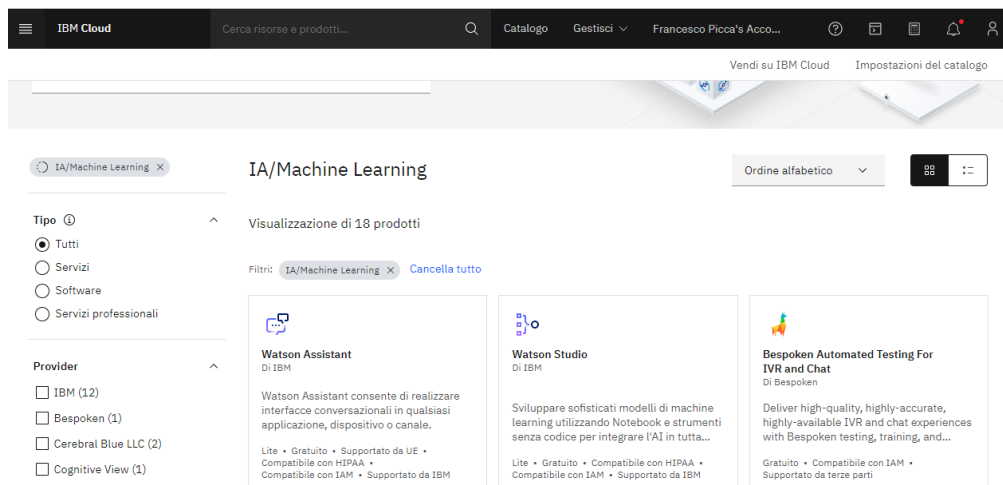 IBM Cloud
Cerca risorse e prodotti...
Catalogo
Gestisci
Francesco Picca's Acco...
Vendi su IBM Cloud
Impostazioni del catalogo
IA/Machine Learning
Tipo
Tutti
Servizi
Software
Servizi professionali
Provider
IBM (12)
Bespoken (1)
Cerebral Blue LLC (2)
Cognitive View (1)
IA/Machine Learning
Ordine alfabetico
Visualizzazione di 18 prodotti
Filtri: IA/Machine Learning Cancella tutto
Watson Assistant
Di IBM
Watson Assistant consente di realizzare
interfacce conversazionali in qualsiasi
applicazione, dispositivo o canale.
Lite • Gratuito • Supportato da UE •
Compatibile con HIPAA •
Compatibile con IAM • Supportato da IBM
Watson Studio
Di IBM
Sviluppare sofisticati modelli di machine
learning utilizzando Notebook e strumenti
senza codice per integrare l'AI in tutta...
Lite • Gratuito • Compatibile con HIPAA •
Compatibile con IAM • Supportato da IBM
Bespoken Automated Testing For
IVR and Chat
Di Bespoken
Deliver high-quality, highly-accurate,
highly-available IVR and chat experiences
with Bespoken testing, training, and...
Gratuito • Compatibile con IAM •
Supportato da terze parti